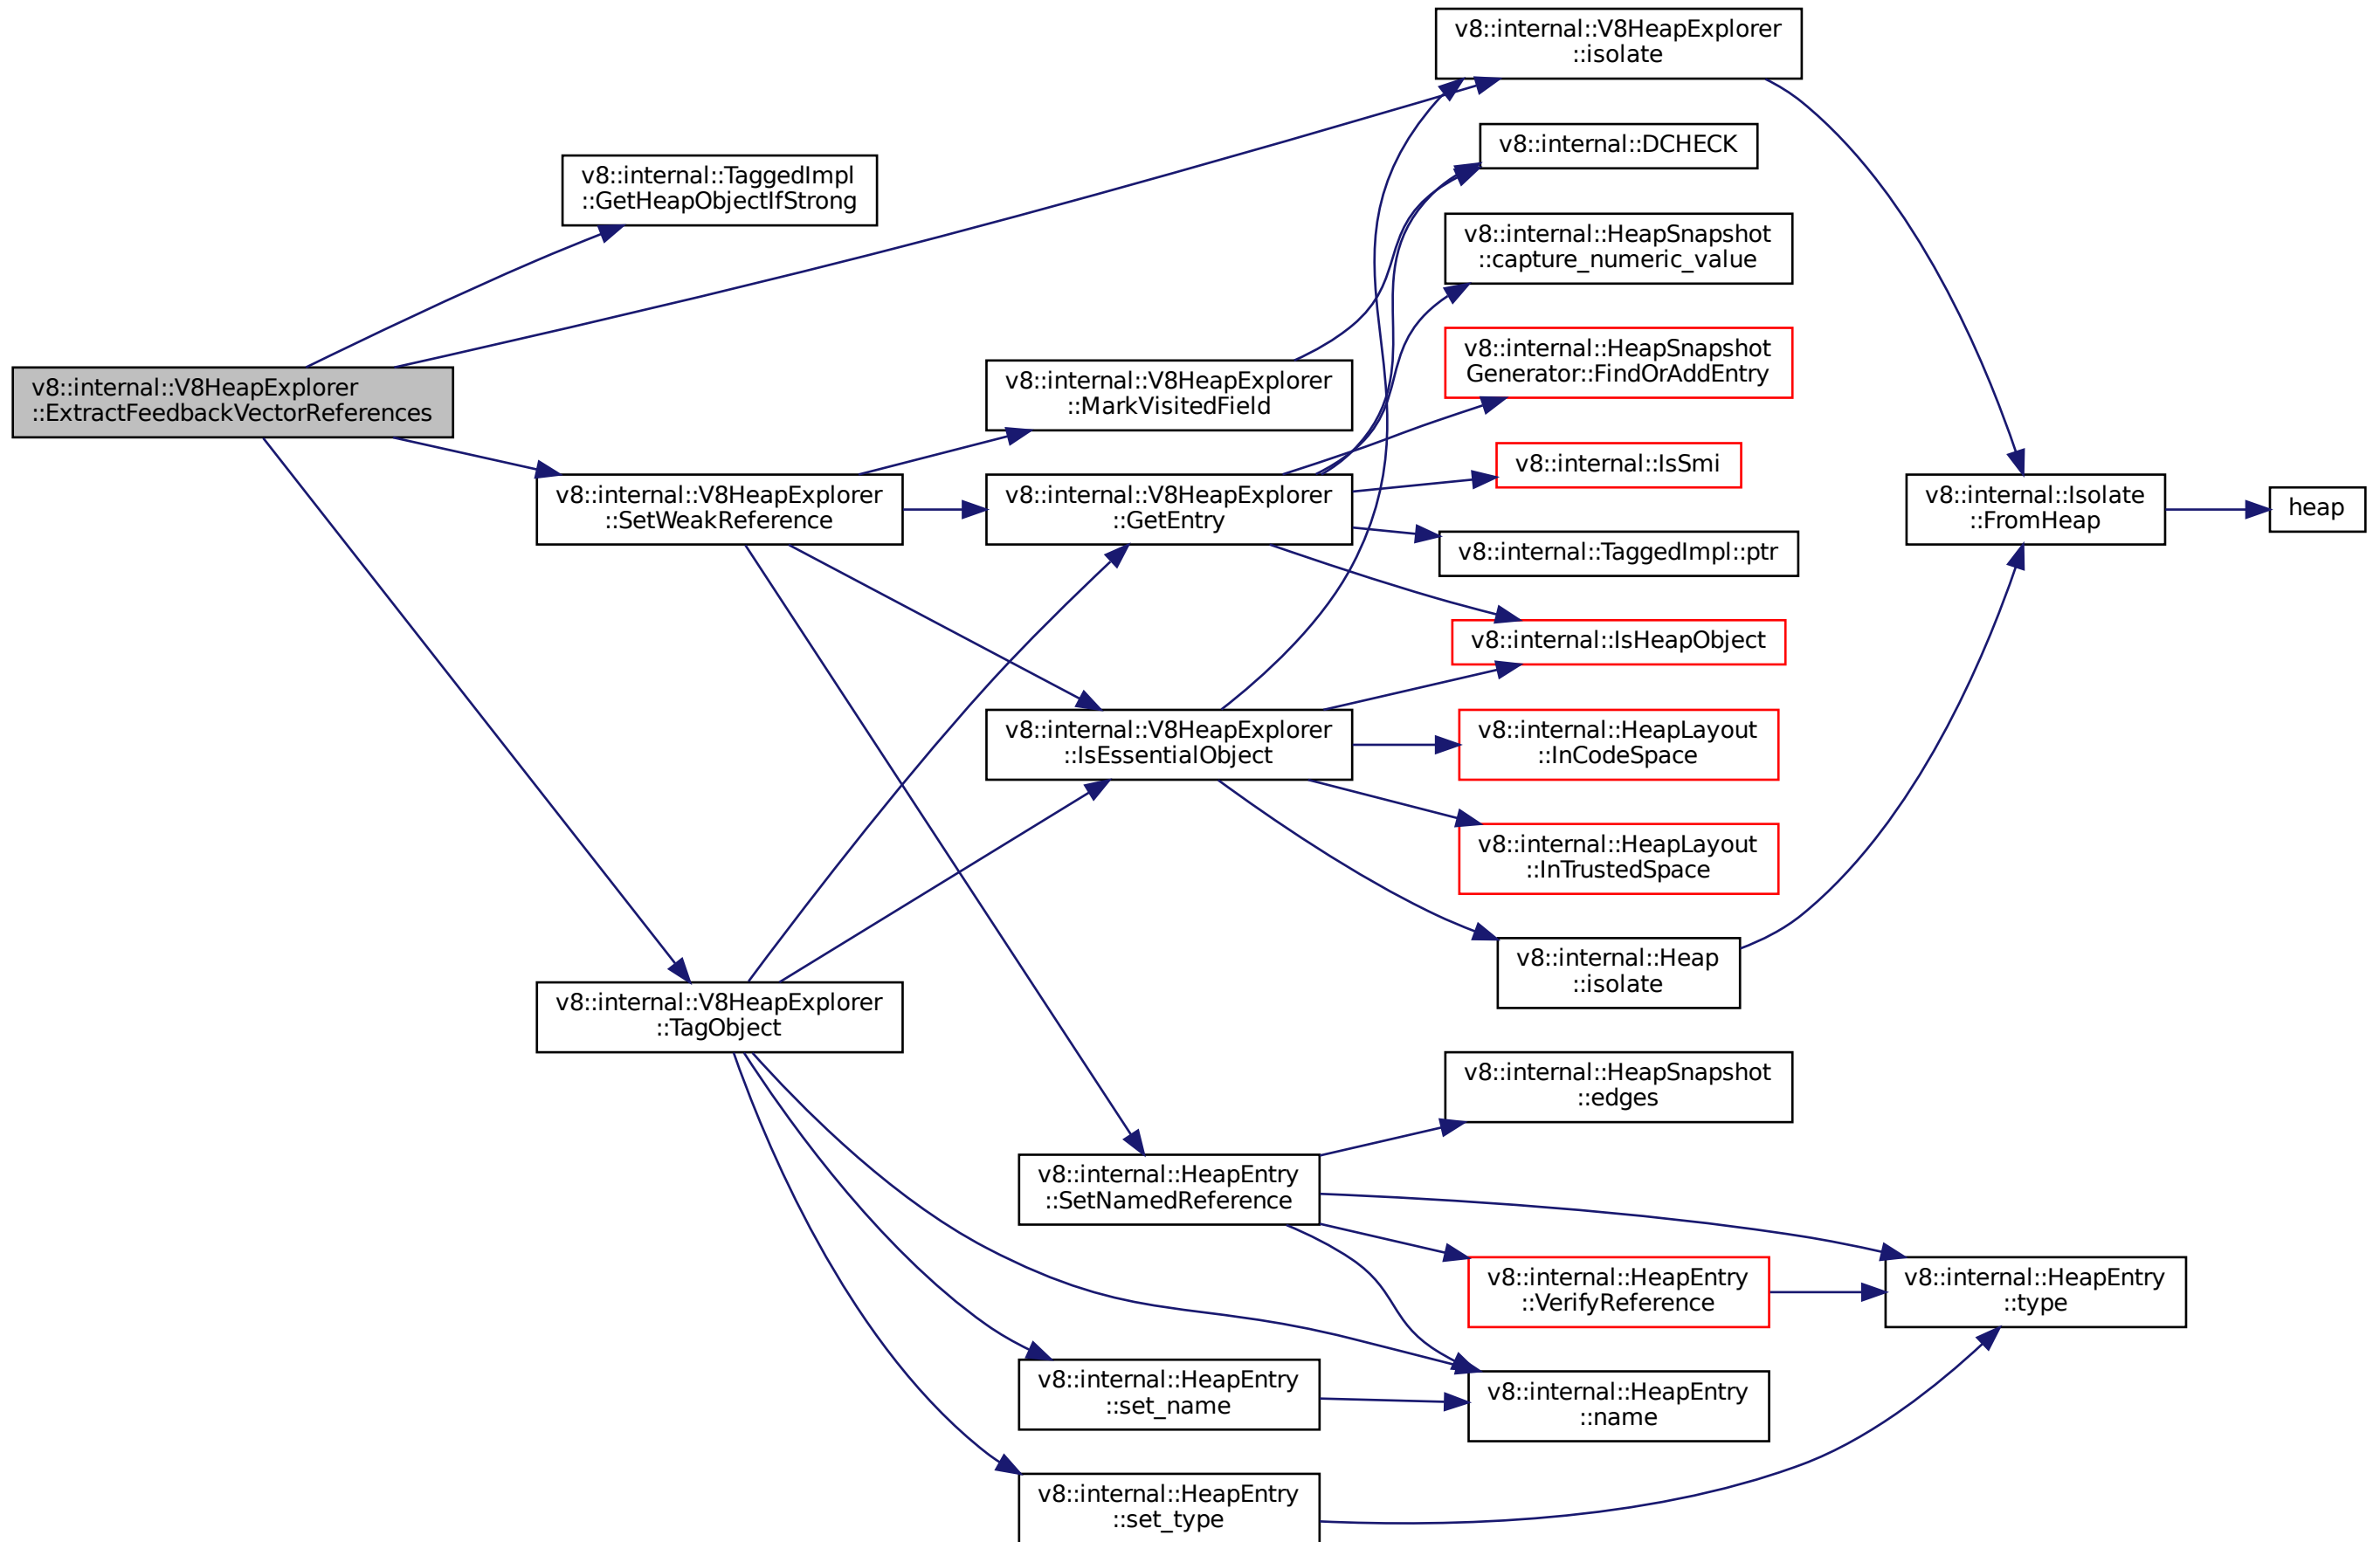 v8::internal::V8HeapExplorer
::ExtractFeedbackVectorReferences
v8::internal::TaggedImpl
::GetHeapObjectIfStrong
v8::internal::V8HeapExplorer
::SetWeakReference
v8::internal::V8HeapExplorer
::TagObject
v8::internal::V8HeapExplorer
::MarkVisitedField
v8::internal::V8HeapExplorer
::GetEntry
v8::internal::V8HeapExplorer
::IsEssentialObject
v8::internal::HeapEntry
::SetNamedReference
v8::internal::HeapEntry
::set_name
v8::internal::HeapEntry
::set_type
v8::internal::V8HeapExplorer
::isolate
v8::internal::DCHECK
v8::internal::HeapSnapshot
::capture_numeric_value
v8::internal::HeapSnapshot
Generator::FindOrAddEntry
v8::internal::IsSmi
v8::internal::TaggedImpl::ptr
v8::internal::IsHeapObject
v8::internal::HeapLayout
::InCodeSpace
v8::internal::HeapLayout
::InTrustedSpace
v8::internal::Heap
::isolate
v8::internal::HeapSnapshot
::edges
v8::internal::HeapEntry
::VerifyReference
v8::internal::HeapEntry
::name
v8::internal::Isolate
::FromHeap
v8::internal::HeapEntry
::type
heap